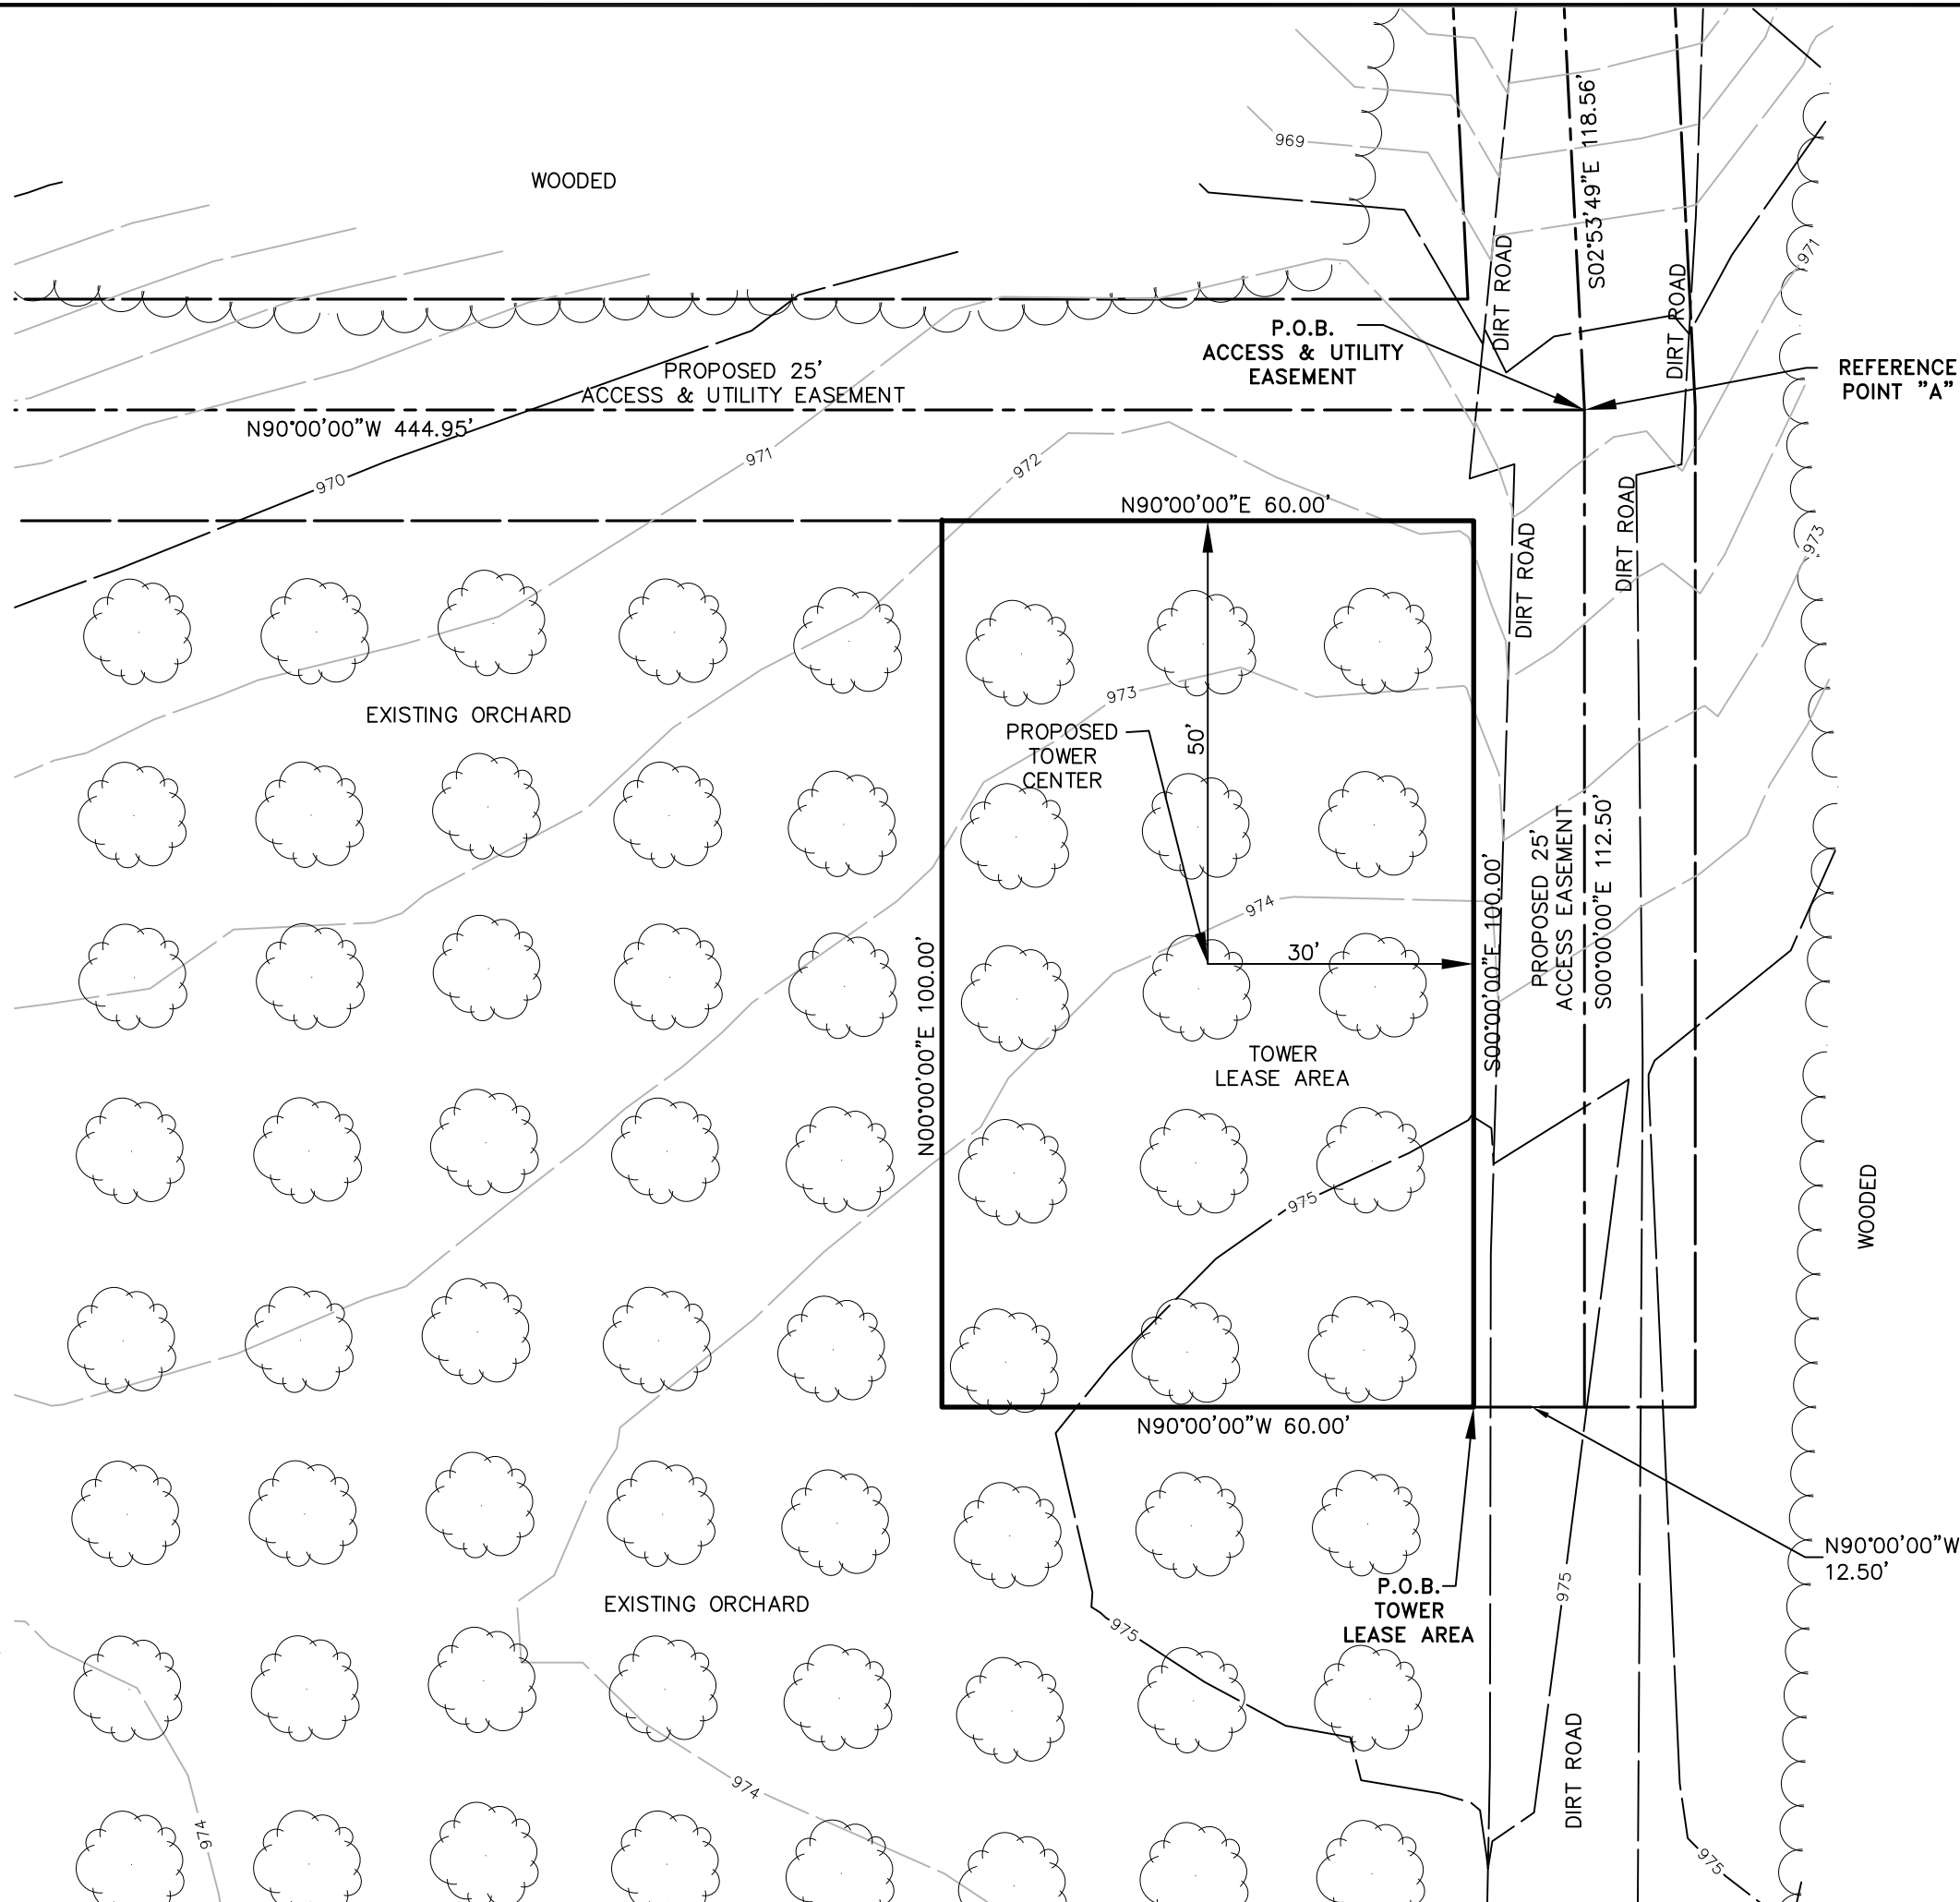 969
S02°53'49"E 118.56'
WOODED
971
DIRT ROAD
DIRT ROAD
P.O.B.
ACCESS & UTILITY
EASEMENT
REFERENCE
POINT "A"
PROPOSED 25'
ACCESS & UTILITY EASEMENT
N90°00'00"W 444.95'
970
971
972
N90°00'00"E 60.00'
DIRT ROAD
DIRT ROAD
973
EXISTING ORCHARD
973
PROPOSED
TOWER
CENTER
50'
974
30'
N00°00'00"E 100.00'
S00°00'00"E 100.00'
PROPOSED 25'
ACCESS EASEMENT
S00°00'00"E 112.50'
TOWER
LEASE AREA
975
WOODED
N90°00'00"W 60.00'
N90°00'00"W
12.50'
P.O.B.
TOWER
LEASE AREA
975
EXISTING ORCHARD
975
DIRT ROAD
974
974
975